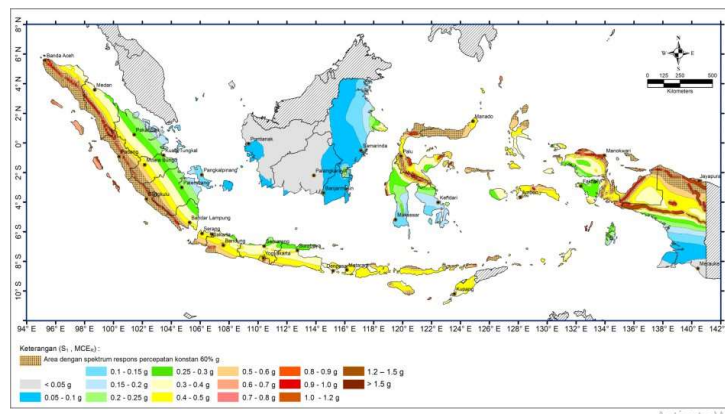 8° N
6° N
4° N
2° N
0°
2° S
4° S
6° S
8° S
10° S
94° E 96° E 98° E 100° E 102° E 104° E 106° E 108° E 110° E 112° E 114° E 116° E 118° E 120° E 122° E 124° E 126° E 128° E 130° E 132° E 134° E 136° E 138° E 140° E 142° E
N
W E
S
0 125 250 500
Kilometers
Banda Aceh
Medan
Pekanbaru
Padang
Pangkalpinang
Palembang
Bengkulu
Bandar Lampung
Serang
Bandung
Semarang
Surabaya
Yogyakarta
Denpasar
Mataram
Kupang
Pontianak
Samarinda
Palangkaraya
Banjarmasin
Manado
Palu
Kendari
Makassar
Manokwari
Jayapura
Merauke
Keterangan (S₁ , MCER) :
Area dengan spektrum respons percepatan konstan 60% g
0.1 - 0.15 g 0.25 - 0.3 g 0.5 - 0.6 g 0.8 - 0.9 g 1.2 – 1.5 g
< 0.05 g 0.15 - 0.2 g 0.3 - 0.4 g 0.6 - 0.7 g 0.9 - 1.0 g > 1.5 g
0.05 - 0.1 g 0.2 - 0.25 g 0.4 - 0.5 g 0.7 - 0.8 g 1.0 - 1.2 g